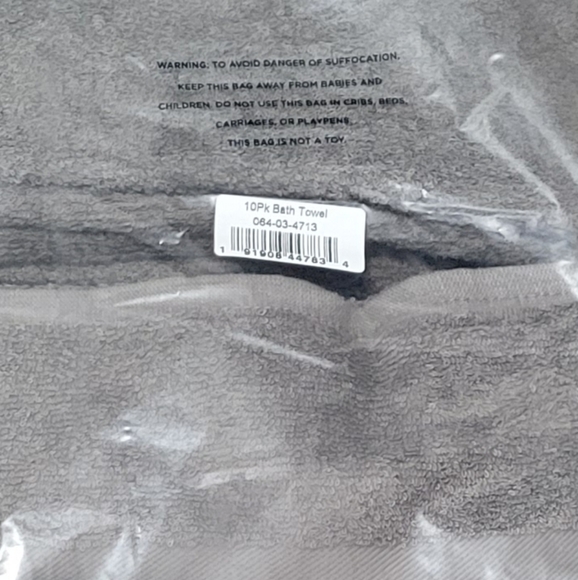 WARNING: TO AVOID DANGER OF SUFFOCATION,
KEEP THIS BAG AWAY FROM BABIES AND
CHILDREN. DO NOT USE THIS BAG IN CRIBS, BEDS,
CARRIAGES, OR PLAYPENS.
THIS BAG IS NOT A TOY.
10Pk Bath Towel
064-03-4713
1 91908 44783 4